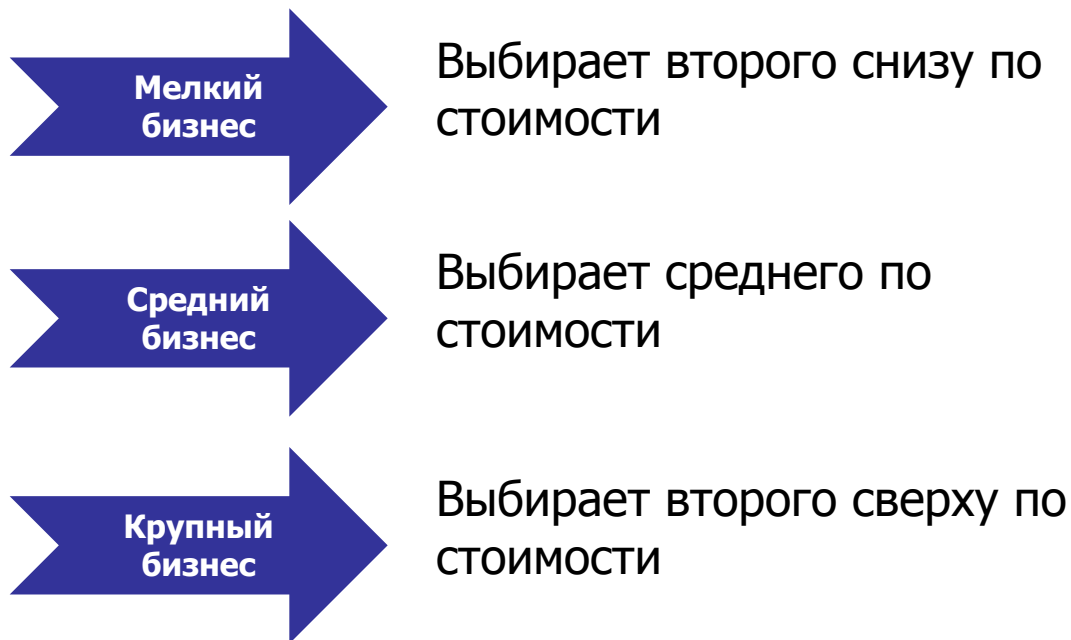 Мелкий
бизнес
Выбирает второго снизу по
стоимости
Средний
бизнес
Выбирает среднего по
стоимости
Крупный
бизнес
Выбирает второго сверху по
стоимости